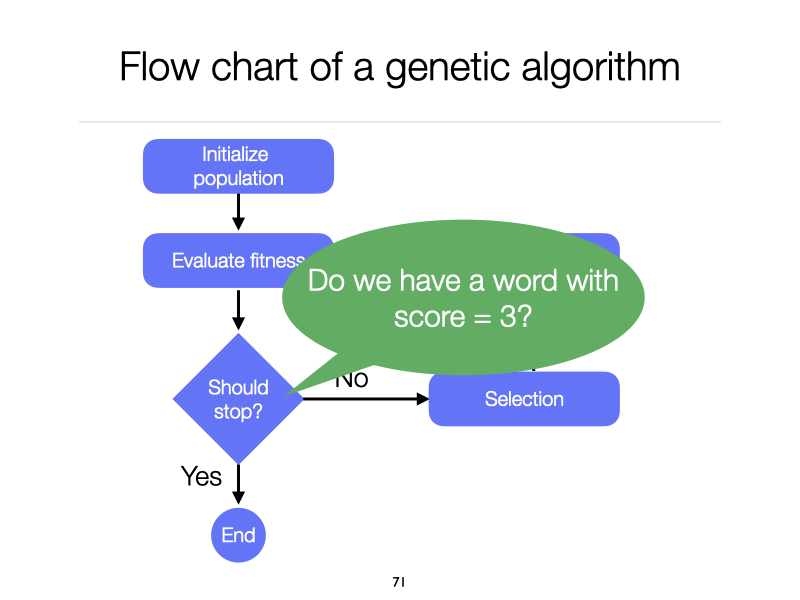 Flow chart of a genetic algorithm
Initialize
population
Evaluate fitness
Do we have a word with
score = 3?
No
Should
stop?
Selection
Yes
End
71